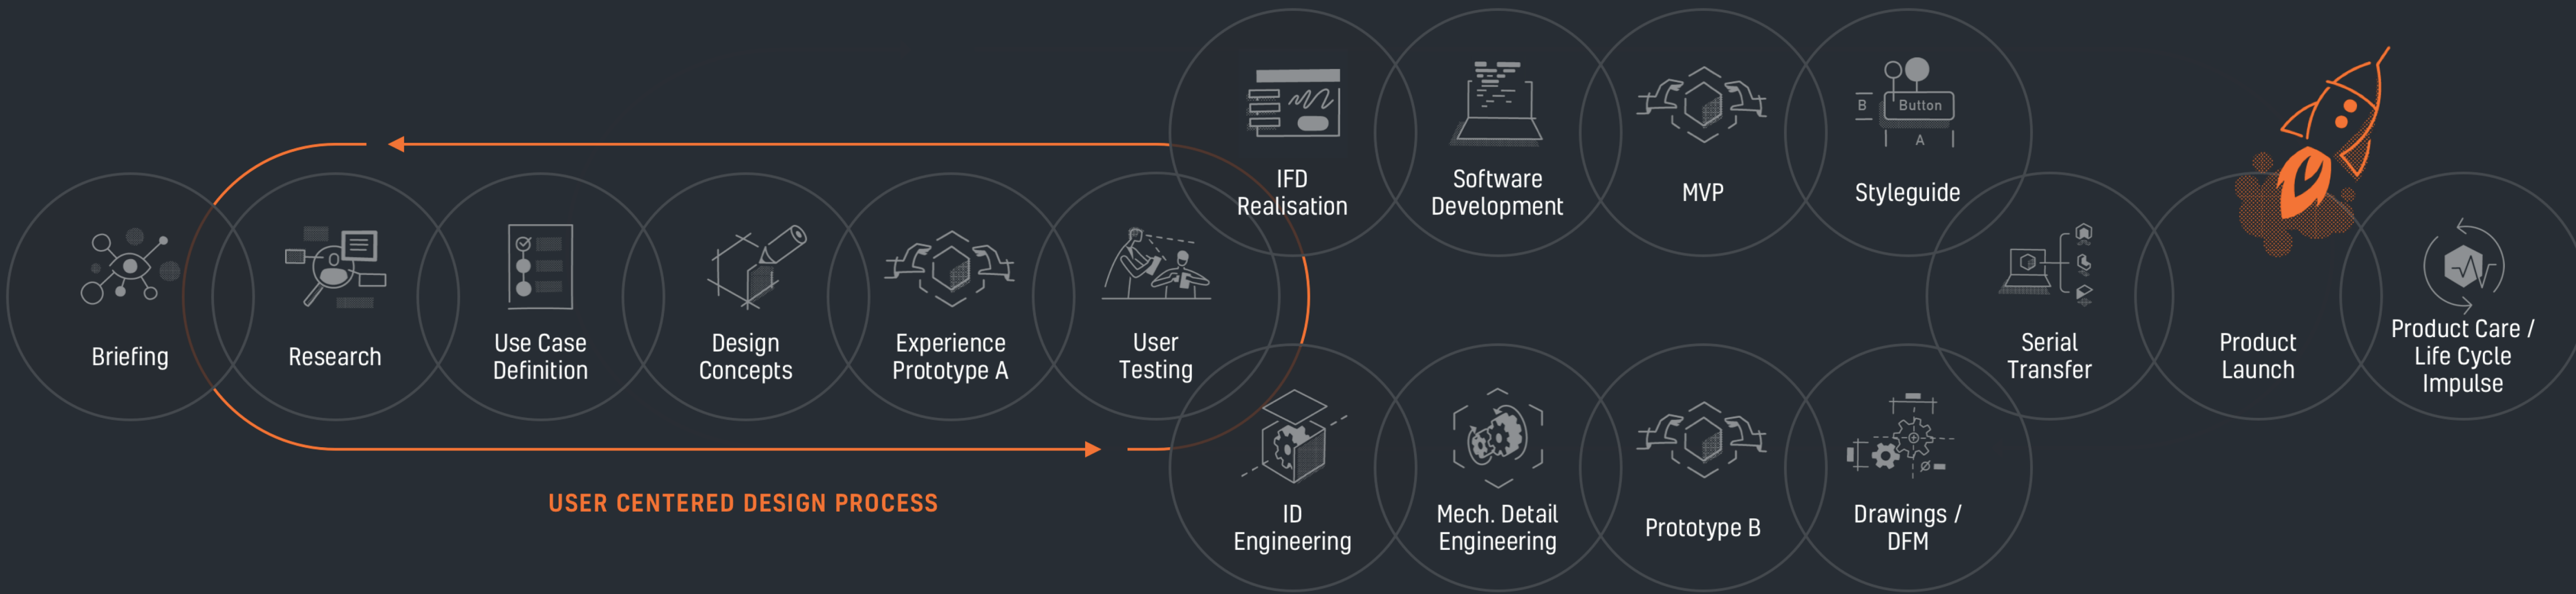 Briefing
Research
Use Case
Definition
Design
Concepts
Experience
Prototype A
User
Testing
USER CENTERED DESIGN PROCESS
IFD
Realisation
Software
Development
MVP
B
Button
A
Styleguide
ID
Engineering
Mech. Detail
Engineering
Prototype B
Drawings /
DFM
Serial
Transfer
Product
Launch
Product Care /
Life Cycle
Impulse